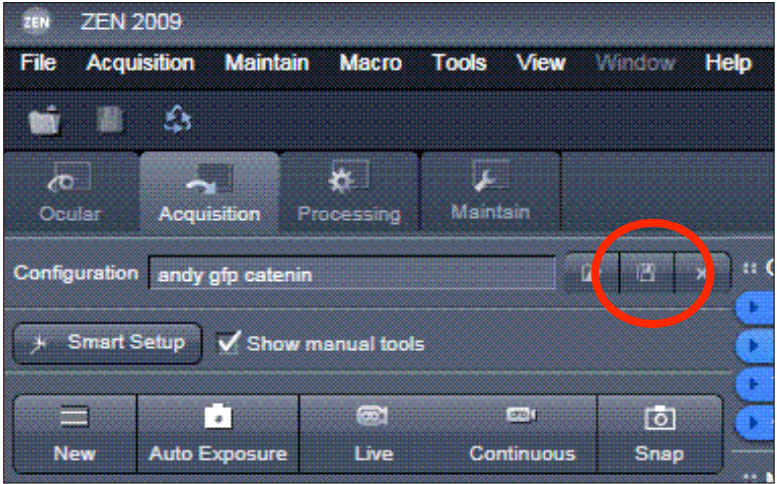 ZEN ZEN 2009
File Acquisition Maintain Macro Tools View Window Help
Ocular Acquisition Processing Maintain
Configuration andy gfp catenin
Smart Setup Show manual tools
New Auto Exposure Live Continuous Snap